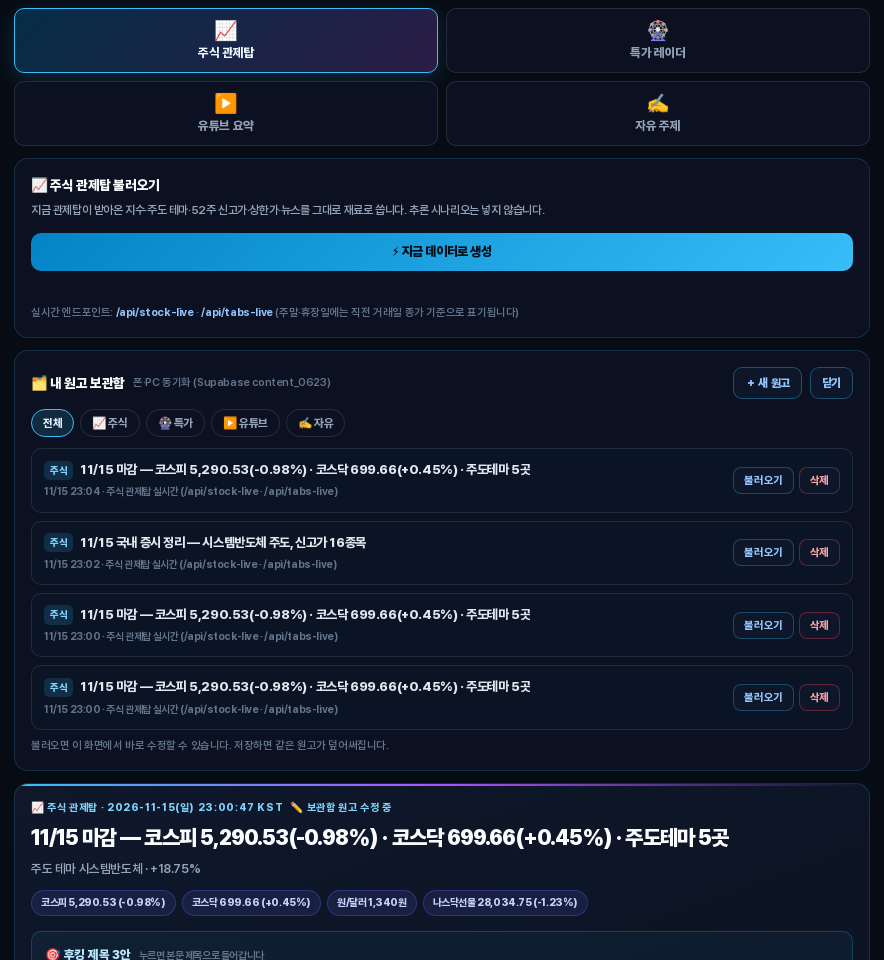 주식 관제탑
특가 레이더
유튜브 요약
자유 주제
주식 관제탑 불러오기
지금 관제탑이 받아온 지수·주도 테마·52주 신고가·상한가·뉴스를 그대로 재료로 씁니다. 추론 시나리오는 넣지 않습니다.
⚡ 지금 데이터로 생성
실시간 엔드포인트: /api/stock-live · /api/tabs-live (주말·휴장일에는 직전 거래일 종가 기준으로 표기됩니다)
내 원고 보관함 폰·PC 동기화 (Supabase content_0623)
+ 새 원고 닫기
전체 주식 특가 유튜브 자유
주식 11/15 마감 — 코스피 5,290.53(-0.98%) · 코스닥 699.66(+0.45%) · 주도테마 5곳
11/15 23:04 · 주식 관제탑 실시간 (/api/stock-live · /api/tabs-live)
불러오기 삭제
주식 11/15 국내 증시 정리 — 시스템반도체 주도, 신고가 16종목
11/15 23:02 · 주식 관제탑 실시간 (/api/stock-live · /api/tabs-live)
불러오기 삭제
주식 11/15 마감 — 코스피 5,290.53(-0.98%) · 코스닥 699.66(+0.45%) · 주도테마 5곳
11/15 23:00 · 주식 관제탑 실시간 (/api/stock-live · /api/tabs-live)
불러오기 삭제
주식 11/15 마감 — 코스피 5,290.53(-0.98%) · 코스닥 699.66(+0.45%) · 주도테마 5곳
11/15 23:00 · 주식 관제탑 실시간 (/api/stock-live · /api/tabs-live)
불러오기 삭제
불러오면 이 화면에서 바로 수정할 수 있습니다. 저장하면 같은 원고가 덮어써집니다.
주식 관제탑 · 2026-11-15(일) 23:00:47 KST ✏️ 보관함 원고 수정 중
11/15 마감 — 코스피 5,290.53(-0.98%) · 코스닥 699.66(+0.45%) · 주도테마 5곳
주도 테마 시스템반도체 · +18.75%
코스피 5,290.53 (-0.98%) 코스닥 699.66 (+0.45%) 원/달러 1,340원 나스닥선물 28,034.75 (-1.23%)
후킹 제목 3안 누르면 본문 제목으로 들어갑니다